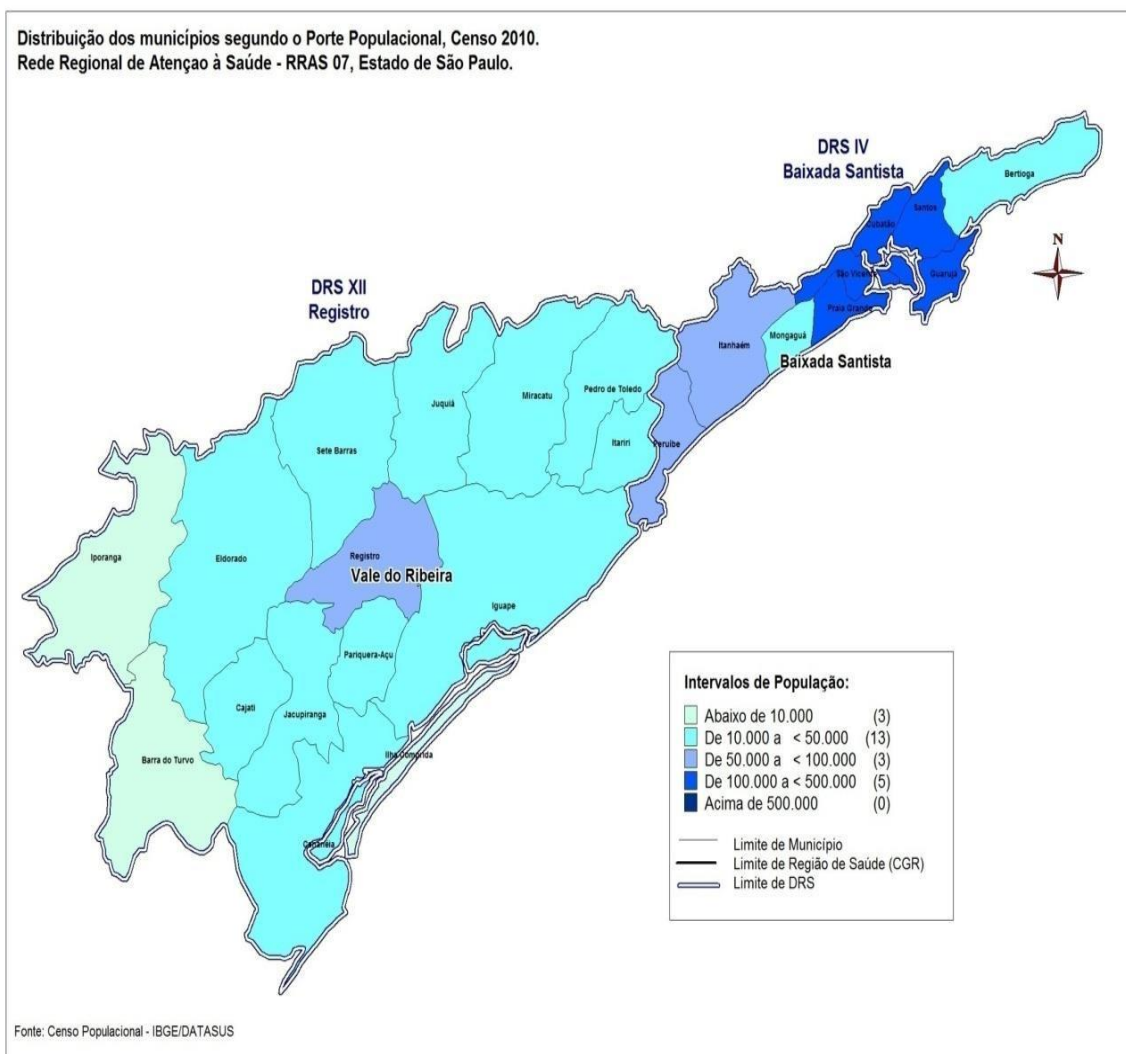 Distribuição dos municípios segundo o Porte Populacional, Censo 2010.
Rede Regional de Atençao à Saúde - RRAS 07, Estado de São Paulo.
DRS IV
Baixada Santista
Bertioga
Santos
Cubatão
N
São Vicente
Guarujá
Praia Grande
DRS XII
Registro
Mongaguá
Itanhaém
Baixada Santista
Pedro de Toledo
Miracatu
Juquiá
Itariri
Peruíbe
Sete Barras
Iporanga
Eldorado
Registro
Vale do Ribeira
Iguape
Pariquera-Açu
Cajati
Jacupiranga
Ilha Comprida
Barra do Turvo
Cananéia
Intervalos de População:
Abaixo de 10.000 (3)
De 10.000 a < 50.000 (13)
De 50.000 a < 100.000 (3)
De 100.000 a < 500.000 (5)
Acima de 500.000 (0)
Limite de Município
Limite de Região de Saúde (CGR)
Limite de DRS
Fonte: Censo Populacional - IBGE/DATASUS